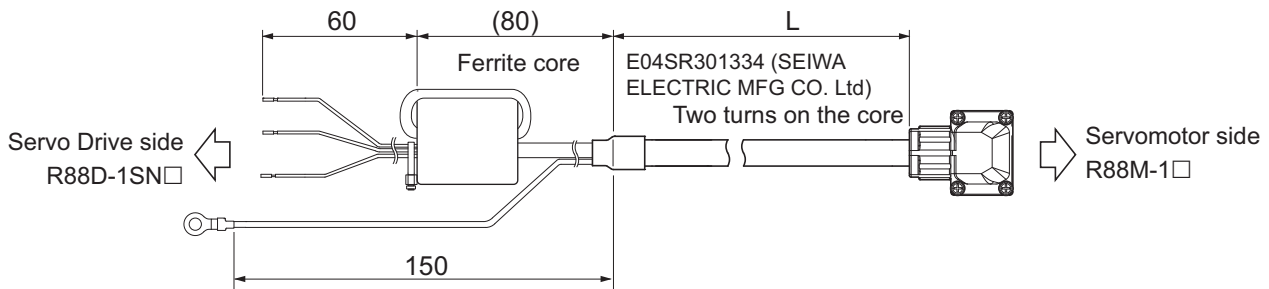 60
(80)
L
Ferrite core
E04SR301334 (SEIWA
ELECTRIC MFG CO. Ltd)
Two turns on the core
Servo Drive side
R88D-1SN□
Servomotor side
R88M-1□
150